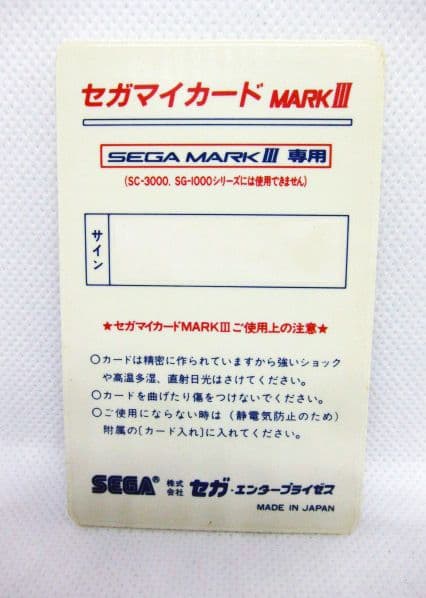 セガマイカード MARK III
SEGA MARK III 専用
(SC-3000, SG-1000シリーズには使用できません)
サイン
★セガマイカードMARK III ご使用上の注意★
○カードは精密に作られていますから強いショック
や高温多湿、直射日光はさけてください。
○カードを曲げたり傷をつけないでください。
○ご使用にならない時は（静電気防止のため）
附属の[カード入れ]に入れてください。
SEGA® 株式会社 セガ・エンタープライゼス
MADE IN JAPAN